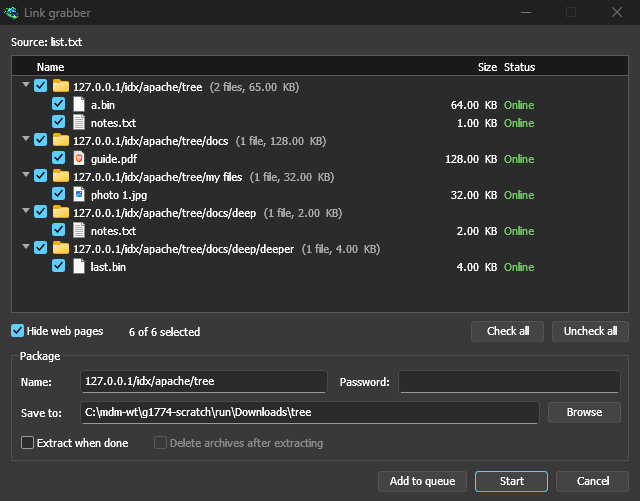 Link grabber
Source: list.txt
Name Size Status
127.0.0.1/idx/apache/tree (2 files, 65.00 KB)
a.bin 64.00 KB Online
notes.txt 1.00 KB Online
127.0.0.1/idx/apache/tree/docs (1 file, 128.00 KB)
guide.pdf 128.00 KB Online
127.0.0.1/idx/apache/tree/my files (1 file, 32.00 KB)
photo 1.jpg 32.00 KB Online
127.0.0.1/idx/apache/tree/docs/deep (1 file, 2.00 KB)
notes.txt 2.00 KB Online
127.0.0.1/idx/apache/tree/docs/deep/deeper (1 file, 4.00 KB)
last.bin 4.00 KB Online
Hide web pages 6 of 6 selected Check all Uncheck all
Package
Name: 127.0.0.1/idx/apache/tree Password:
Save to: C:\mdm-wt\g1774-scratch\run\Downloads\tree Browse
Extract when done Delete archives after extracting
Add to queue Start Cancel